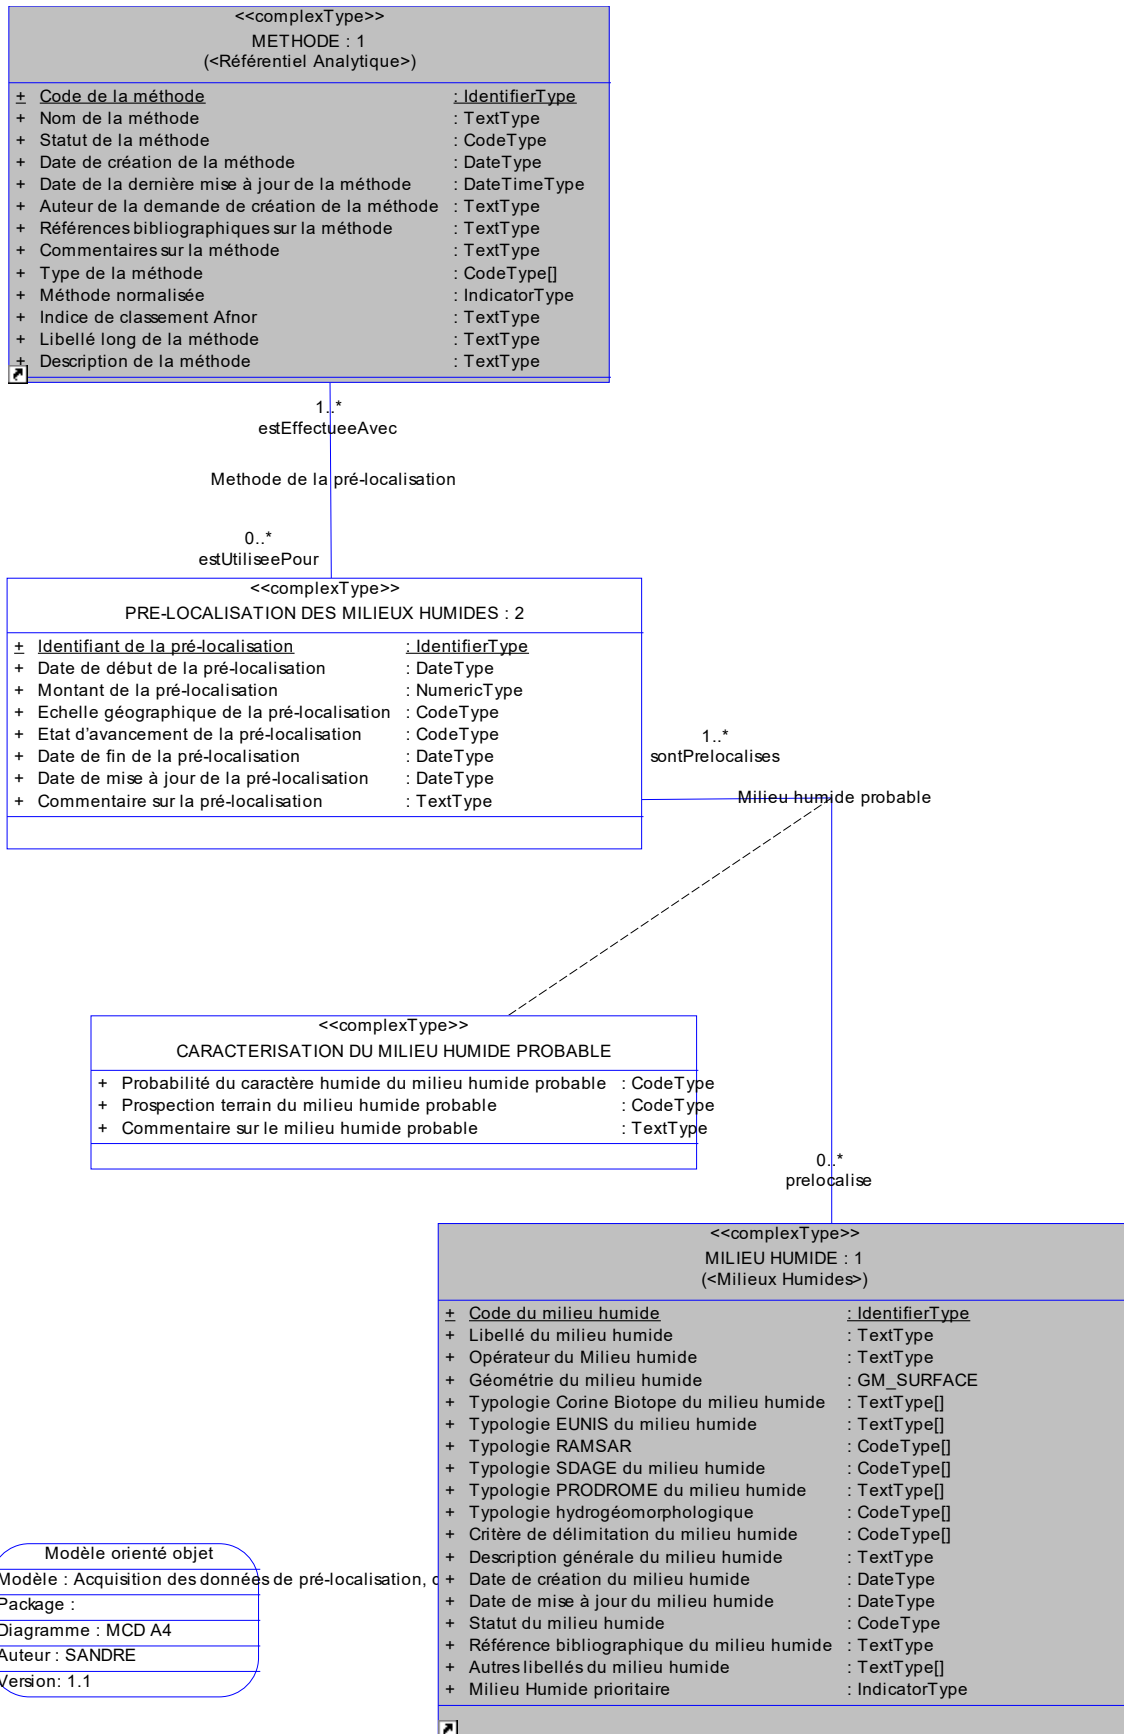 <<complexType>>
METHODE : 1
(<Référentiel Analytique>)
+ Code de la méthode : IdentifierType
+ Nom de la méthode : TextType
+ Statut de la méthode : CodeType
+ Date de création de la méthode : DateType
+ Date de la dernière mise à jour de la méthode : DateTimeType
+ Auteur de la demande de création de la méthode : TextType
+ Références bibliographiques sur la méthode : TextType
+ Commentaires sur la méthode : TextType
+ Type de la méthode : CodeType[]
+ Méthode normalisée : IndicatorType
+ Indice de classement Afnor : TextType
+ Libellé long de la méthode : TextType
+ Description de la méthode : TextType
1..*
estEffectueeAvec
Methode de la pré-localisation
0..*
estUtiliseePour
<<complexType>>
PRE-LOCALISATION DES MILIEUX HUMIDES : 2
+ Identifiant de la pré-localisation : IdentifierType
+ Date de début de la pré-localisation : DateType
+ Montant de la pré-localisation : NumericType
+ Echelle géographique de la pré-localisation : CodeType
+ Etat d'avancement de la pré-localisation : CodeType
+ Date de fin de la pré-localisation : DateType
+ Date de mise à jour de la pré-localisation : DateType
+ Commentaire sur la pré-localisation : TextType
1..*
sontPrelocalises
Milieu humide probable
<<complexType>>
CARACTERISATION DU MILIEU HUMIDE PROBABLE
+ Probabilité du caractère humide du milieu humide probable : CodeType
+ Prospection terrain du milieu humide probable : CodeType
+ Commentaire sur le milieu humide probable : TextType
0..*
prelocalise
<<complexType>>
MILIEU HUMIDE : 1
(<Milieux Humides>)
+ Code du milieu humide : IdentifierType
+ Libellé du milieu humide : TextType
+ Opérateur du Milieu humide : TextType
+ Géométrie du milieu humide : GM_SURFACE
+ Typologie Corine Biotope du milieu humide : TextType[]
+ Typologie EUNIS du milieu humide : TextType[]
+ Typologie RAMSAR : CodeType[]
+ Typologie SDAGE du milieu humide : CodeType[]
+ Typologie PRODROME du milieu humide : TextType[]
+ Typologie hydrogéomorphologique : CodeType[]
+ Critère de délimitation du milieu humide : CodeType[]
+ Description générale du milieu humide : TextType
+ Date de création du milieu humide : DateType
+ Date de mise à jour du milieu humide : DateType
+ Statut du milieu humide : CodeType
+ Référence bibliographique du milieu humide : TextType
+ Autres libellés du milieu humide : TextType[]
+ Milieu Humide prioritaire : IndicatorType
Modèle orienté objet
Modèle : Acquisition des données de pré-localisation,
Package :
Diagramme : MCD A4
Auteur : SANDRE
Version: 1.1